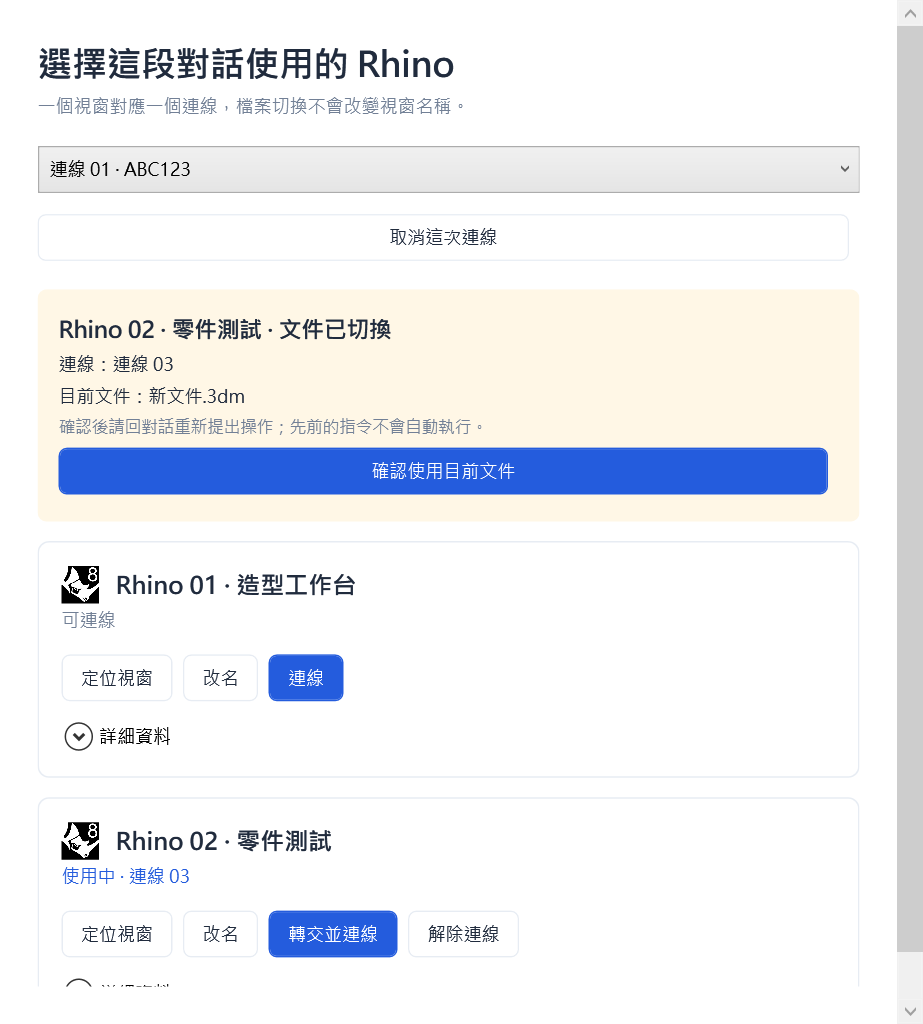 選擇這段對話使用的 Rhino
一個視窗對應一個連線，檔案切換不會改變視窗名稱。
連線 01 · ABC123
取消這次連線
Rhino 02 · 零件測試 · 文件已切換
連線：連線 03
目前文件：新文件.3dm
確認後請回對話重新提出操作；先前的指令不會自動執行。
確認使用目前文件
8 Rhino 01 · 造型工作台
可連線
定位視窗 改名 連線
詳細資料
8 Rhino 02 · 零件測試
使用中 · 連線 03
定位視窗 改名 轉交並連線 解除連線